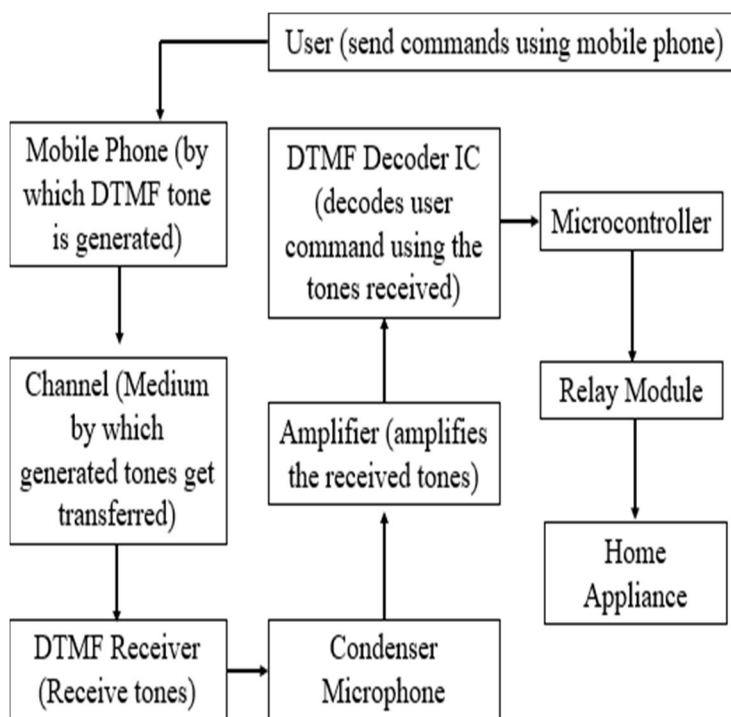 User (send commands using mobile phone)
Mobile Phone (by
which DTMF tone
is generated)
Channel (Medium
by which
generated tones get
transferred)
DTMF Receiver
(Receive tones)
Condenser
Microphone
Amplifier (amplifies
the received tones)
DTMF Decoder IC
(decodes user
command using the
tones received)
Microcontroller
Relay Module
Home
Appliance